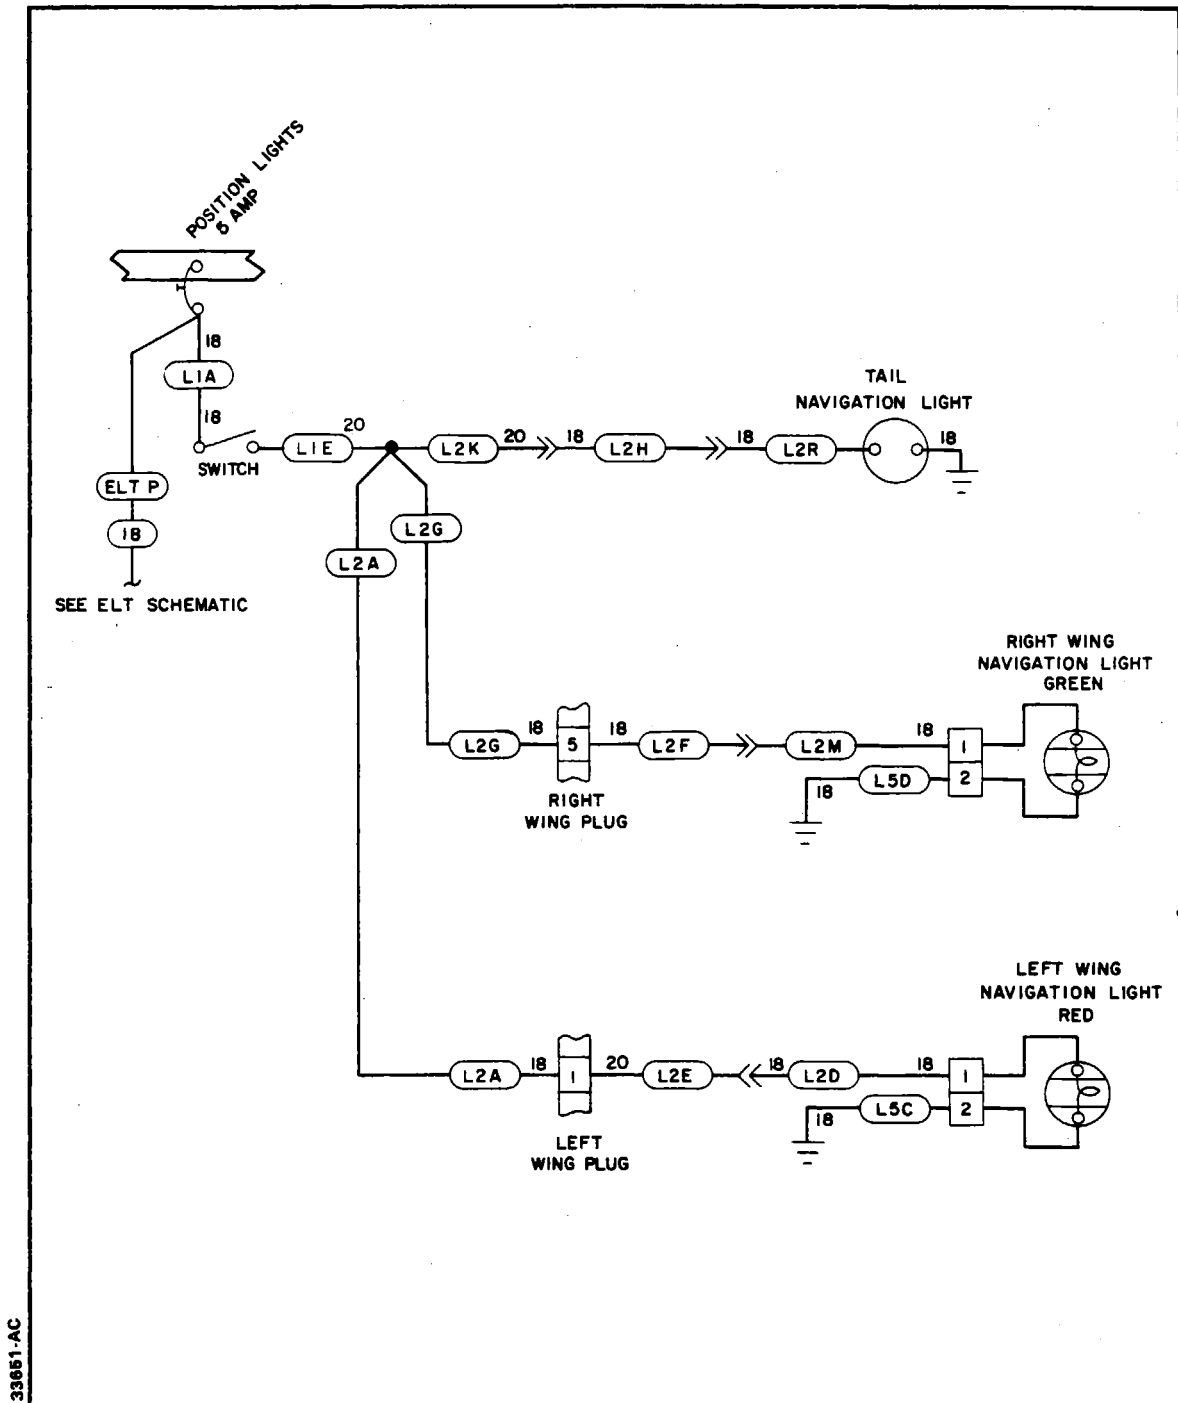 POSITION LIGHTS
5 AMP
18
L1A
18
SWITCH
ELT P
18
SEE ELT SCHEMATIC
L1E
20
L2K
20
18
L2H
18
L2R
TAIL
NAVIGATION LIGHT
18
L2G
L2A
RIGHT WING
NAVIGATION LIGHT
GREEN
L2G
18
5
18
L2F
L2M
18
1
2
L5D
18
RIGHT
WING PLUG
LEFT WING
NAVIGATION LIGHT
RED
L2A
18
1
20
L2E
18
L2D
18
1
2
L5C
18
LEFT
WING PLUG
33651-AC